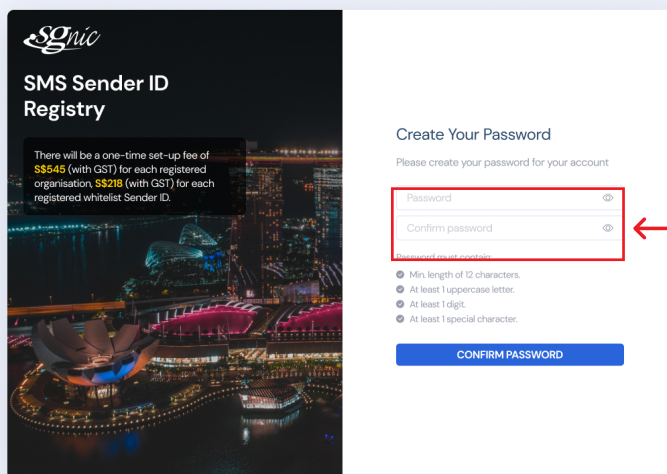 sgnic
SMS Sender ID
Registry
There will be a one-time set-up fee of
S$545 (with GST) for each registered
organisation, S$218 (with GST) for each
registered whitelist Sender ID.
Create Your Password
Please create your password for your account
Password
Confirm password
Password must contain:
Min. length of 12 characters.
At least 1 uppercase letter.
At least 1 digit.
At least 1 special character.
CONFIRM PASSWORD